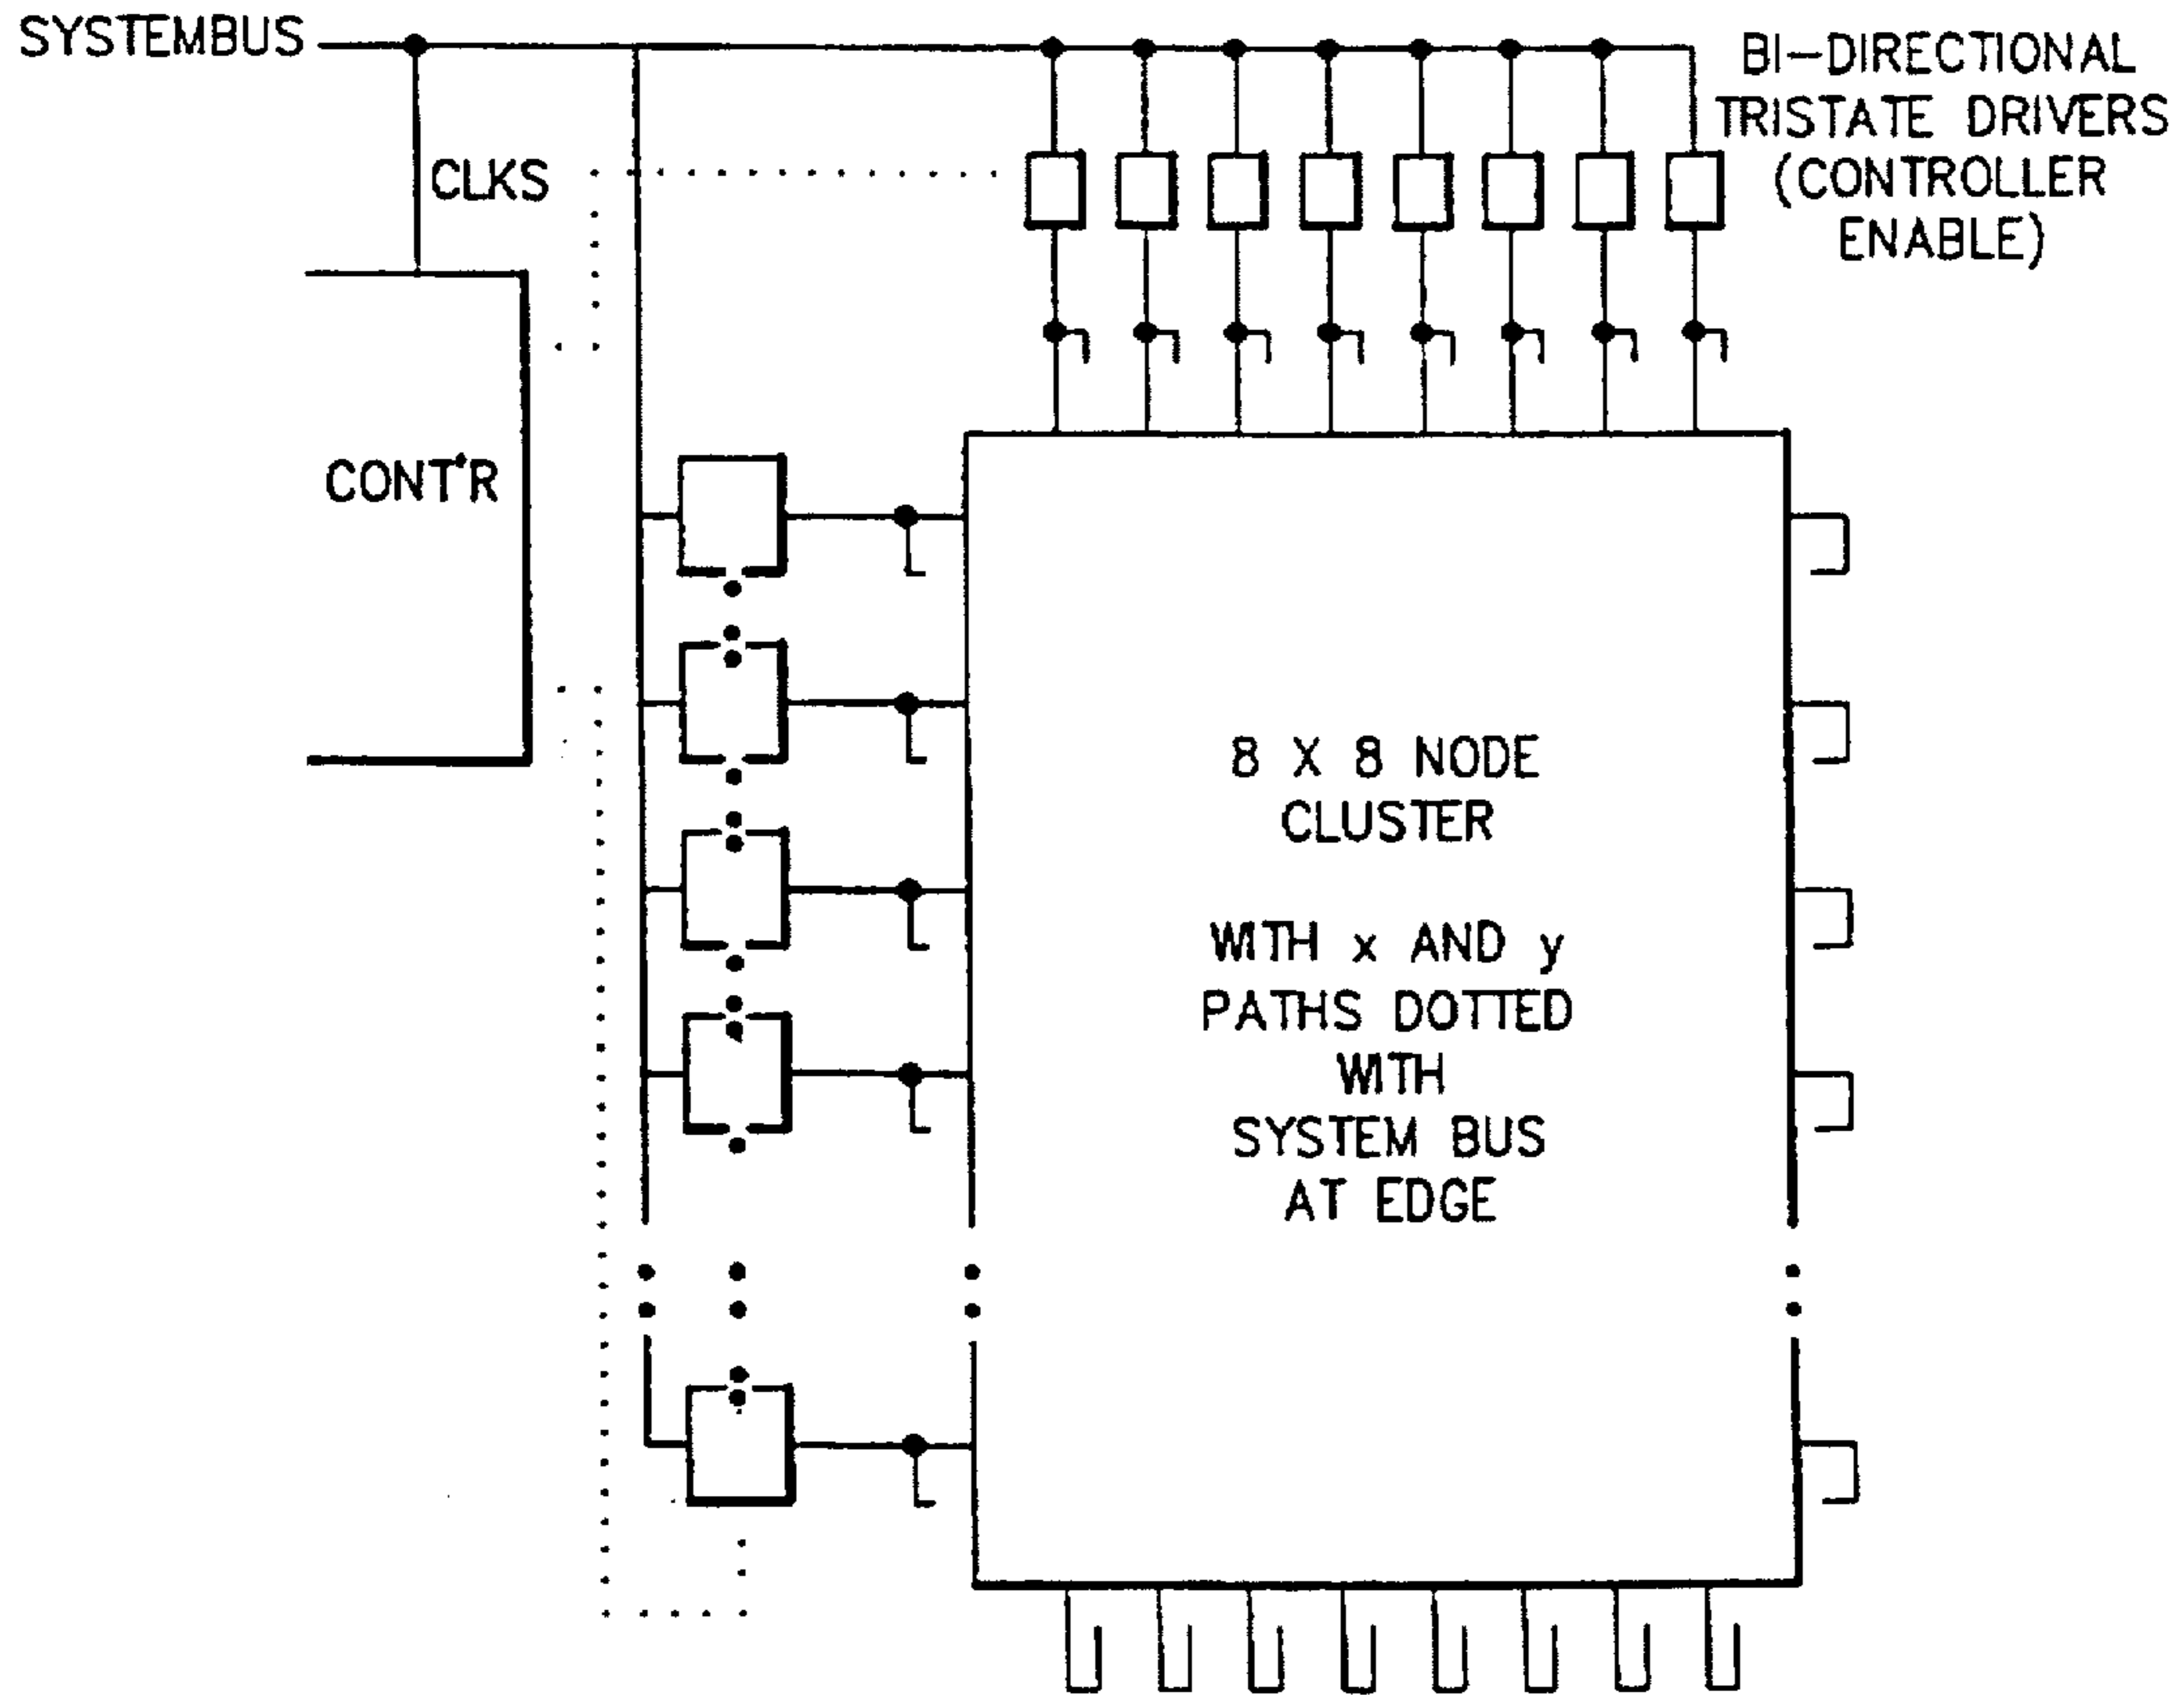 SYSTEMBUS
BI-DIRECTIONAL
TRISTATE DRIVERS
(CONTROLLER
ENABLE)
CLKS
CONT'R
8 X 8 NODE
CLUSTER
WITH x AND y
PATHS DOTTED
WITH
SYSTEM BUS
AT EDGE